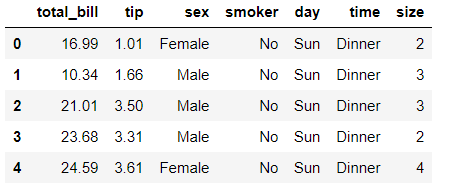 total_bill tip sex smoker day time size
0 16.99 1.01 Female No Sun Dinner 2
1 10.34 1.66 Male No Sun Dinner 3
2 21.01 3.50 Male No Sun Dinner 3
3 23.68 3.31 Male No Sun Dinner 2
4 24.59 3.61 Female No Sun Dinner 4